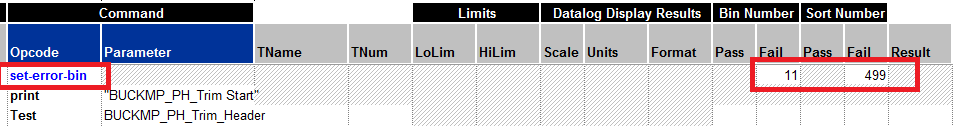 Command Limits Datalog Display Results Bin Number Sort Number
Opcode Parameter TName TNum LoLim HiLim Scale Units Format Pass Fail Pass Fail Result
set-error-bin 11 499
print "BUCKMP_PH_Trim Start"
Test BUCKMP_PH_Trim_Header